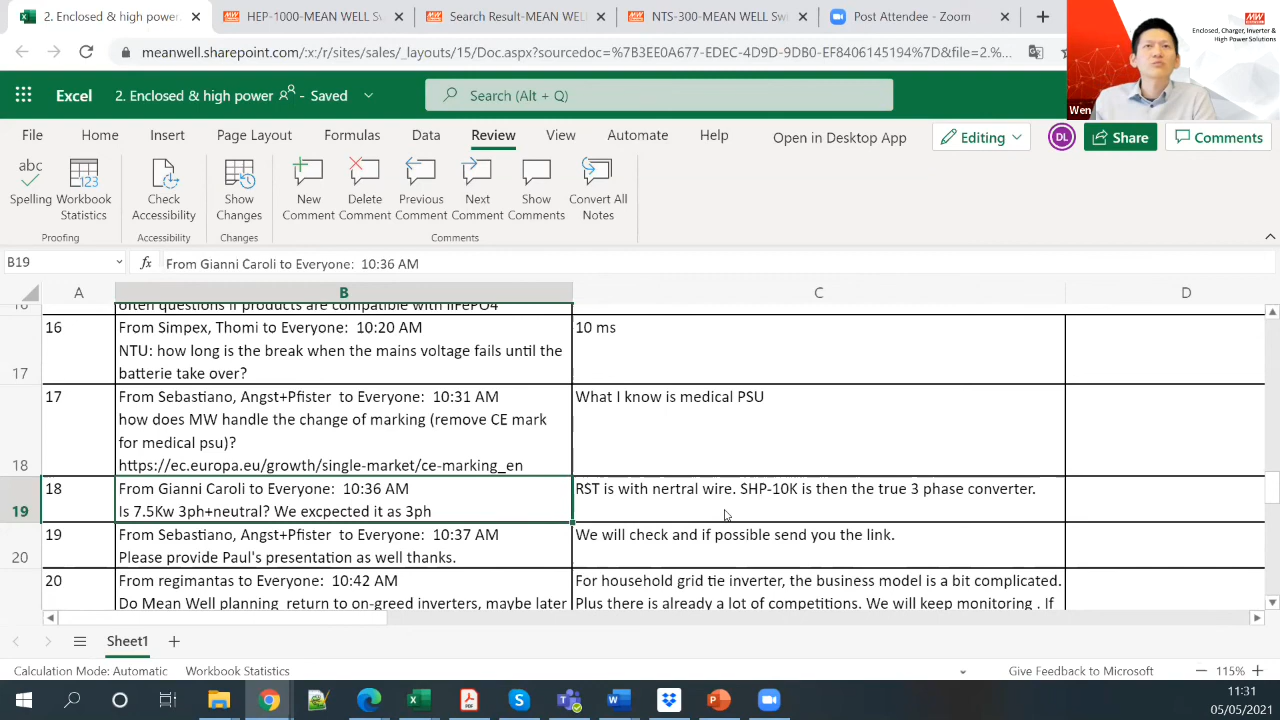 2. Enclosed & high power.
HEP-1000-MEAN WELL Sw
Search Result-MEAN WEL
NTS-300-MEAN WELL Swit
Post Attendee - Zoom
meanwell.sharepoint.com/:x:/r/sites/sales/_layouts/15/Doc.aspx?sourcedoc=%7B3EE0A677-EDEC-4D9D-9DB0-EF8406145194%7D&file=2.%...
MW
Enclosed, Charger, Inverter &
High Power Solutions
Wen
Excel
2. Enclosed & high power - Saved
Search (Alt + Q)
File Home Insert Page Layout Formulas Data Review View Automate Help
Open in Desktop App
Editing
DL
Share
Comments
abc
123
Spelling
Workbook
Statistics
Check
Accessibility
Show
Changes
New
Comment
Delete
Comment
Previous
Comment
Next
Comment
Show
Comments
Convert All
Notes
Proofing
Accessibility
Changes
Comments
B19
fx
From Gianni Caroli to Everyone: 10:36 AM
A B C D
16
often questions if products are compatible with liFePO4
17
16
From Simpex, Thomi to Everyone: 10:20 AM
NTU: how long is the break when the mains voltage fails until the
batterie take over?
10 ms
18
17
From Sebastiano, Angst+Pfister to Everyone: 10:31 AM
how does MW handle the change of marking (remove CE mark
for medical psu)?
https://ec.europa.eu/growth/single-market/ce-marking_en
What I know is medical PSU
19
18
From Gianni Caroli to Everyone: 10:36 AM
Is 7.5Kw 3ph+neutral? We excpected it as 3ph
RST is with nertral wire. SHP-10K is then the true 3 phase converter.
20
19
From Sebastiano, Angst+Pfister to Everyone: 10:37 AM
Please provide Paul's presentation as well thanks.
We will check and if possible send you the link.
20
From regimantas to Everyone: 10:42 AM
Do Mean Well planning return to on-greed inverters, maybe later
For household grid tie inverter, the business model is a bit complicated.
Plus there is already a lot of competitions. We will keep monitoring . If
Sheet1
Calculation Mode: Automatic
Workbook Statistics
Give Feedback to Microsoft
115%
11:31
05/05/2021